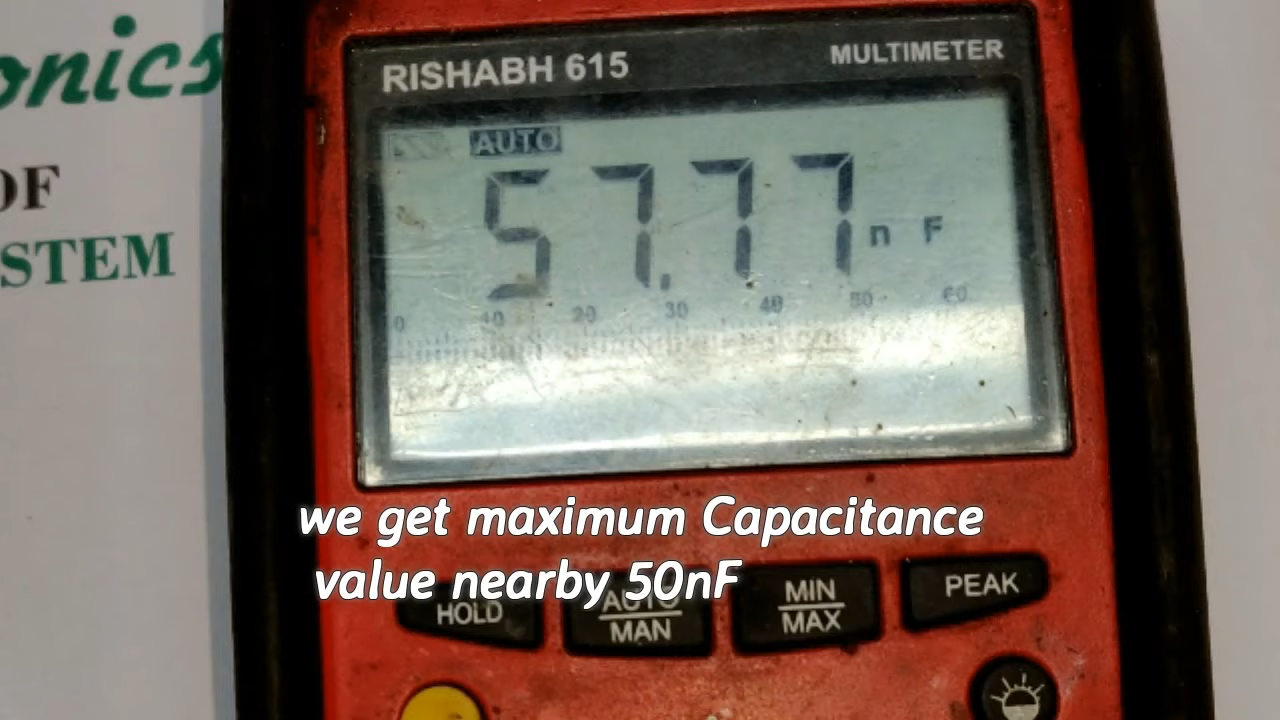 onics
OF
STEM
RISHABH 615
MULTIMETER
AUTO
57.77 n F
0 10 20 30 40 50 60
we get maximum Capacitance
value nearby 50nF
HOLD
AUTO
MAN
MIN
MAX
PEAK